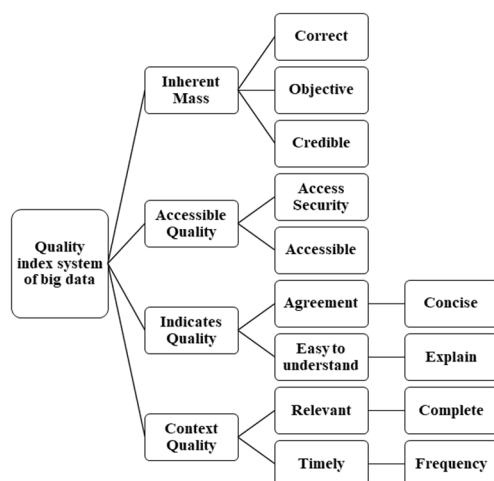 Quality
index system
of big data
Inherent
Mass
Correct
Objective
Credible
Accessible
Quality
Access
Security
Accessible
Indicates
Quality
Agreement
Concise
Easy to
understand
Explain
Context
Quality
Relevant
Complete
Timely
Frequency